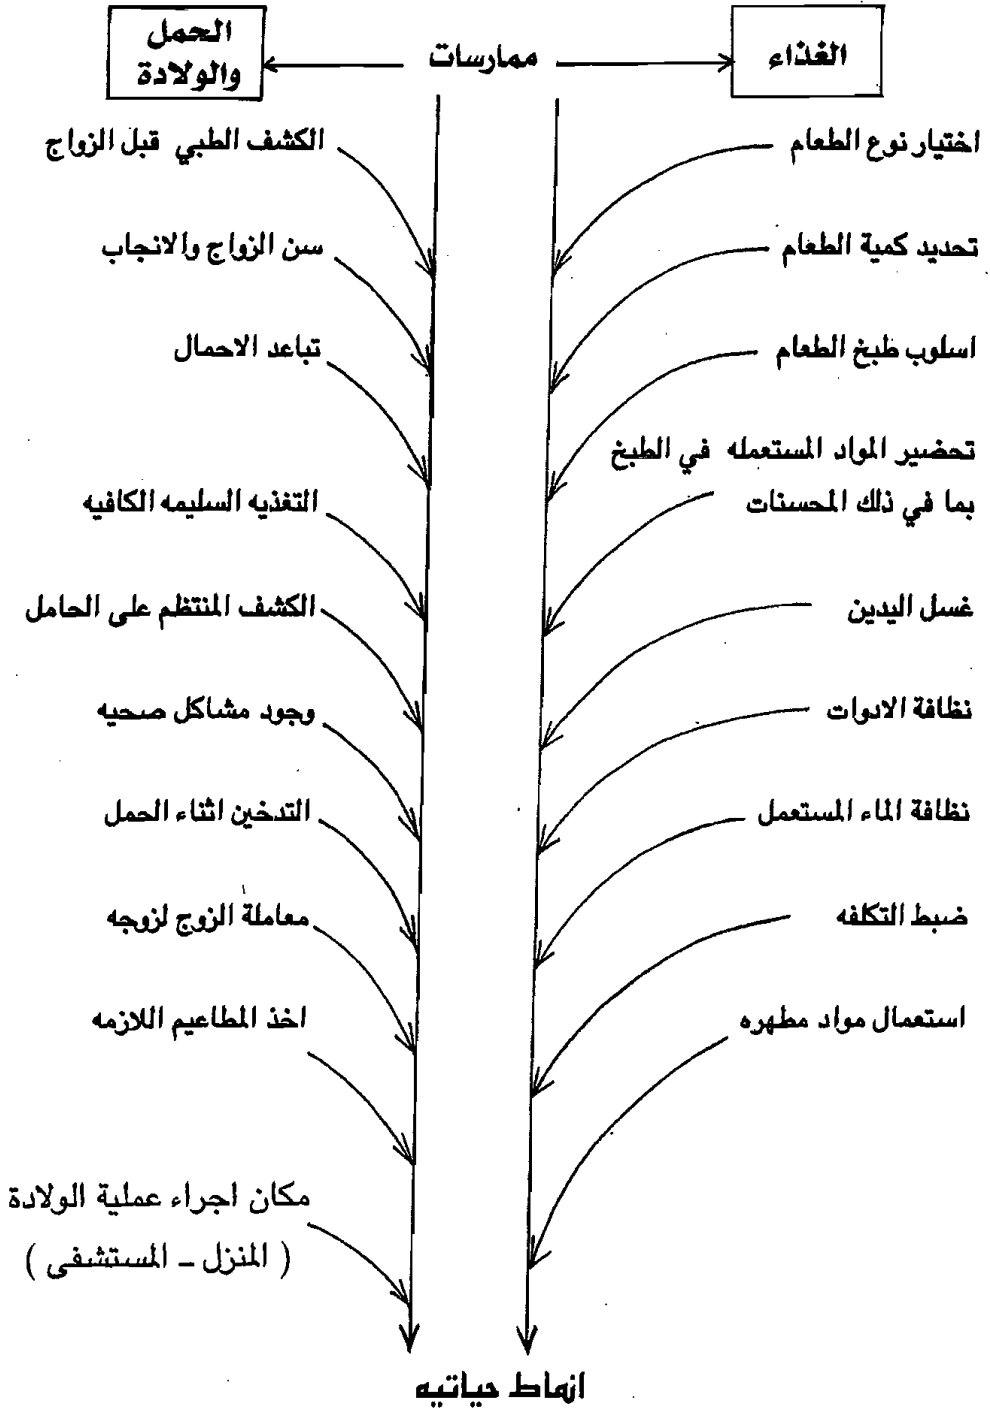 الغذاء
ممارسات
الحمل
والولادة
اختيار نوع الطعام
تحديد كمية الطعام
اسلوب طبخ الطعام
تحضير المواد المستعمله في الطبخ
بما في ذلك المحسنات
غسل اليدين
نظافة الادوات
نظافة الماء المستعمل
ضبط التكلفه
استعمال مواد مطهره
الكشف الطبي قبل الزواج
سن الزواج والانجاب
تباعد الاحمال
التغذيه السليمه الكافيه
الكشف المنتظم على الحامل
وجود مشاكل صحيه
التدخين اثناء الحمل
معاملة الزوج لزوجه
اخذ المطاعيم اللازمه
مكان اجراء عملية الولادة
( المنزل - المستشفى )
انماط حياتيه